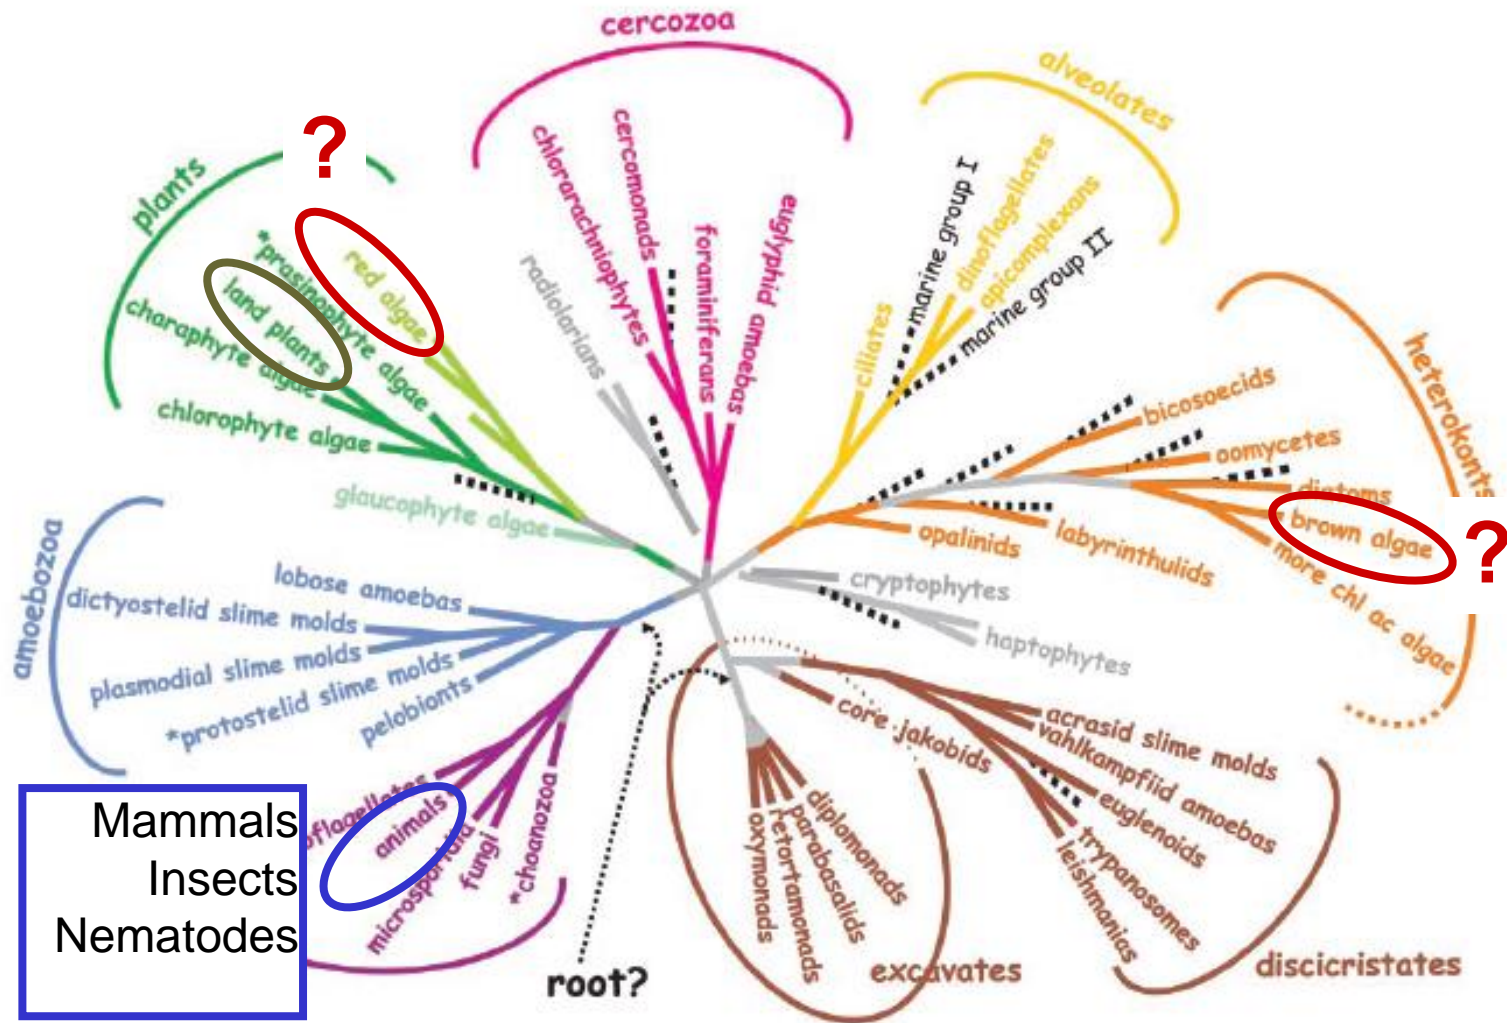 cercozoa
alveolates
?
plants
cercomonads
chlorarachniophytes
foraminiferans
euglyphid amoebas
radiolarians
marine group I
dinoflagellates
apicomplexans
marine group II
ciliates
*prasinophyte algae
red algae
land plants
charaphyte algae
chlorophyte algae
glaucophyte algae
heterokonts
bicosoecids
oomycetes
diatoms
brown algae
?
more chl ac algae
labyrinthulids
opalinids
cryptophytes
haptophytes
amoebozoa
lobose amoebas
dictyostelid slime molds
plasmodial slime molds
*protostelid slime molds
pelobionts
core jakobids
acrasid slime molds
vahlkampfiid amoebas
euglenoids
trypanosomes
leishmanias
discicristates
diplomonads
parabasalids
retortamonads
oxymonads
excavates
oflagellates
animals
microsporidia
fungi
*choanozoa
Mammals
Insects
Nematodes
root?